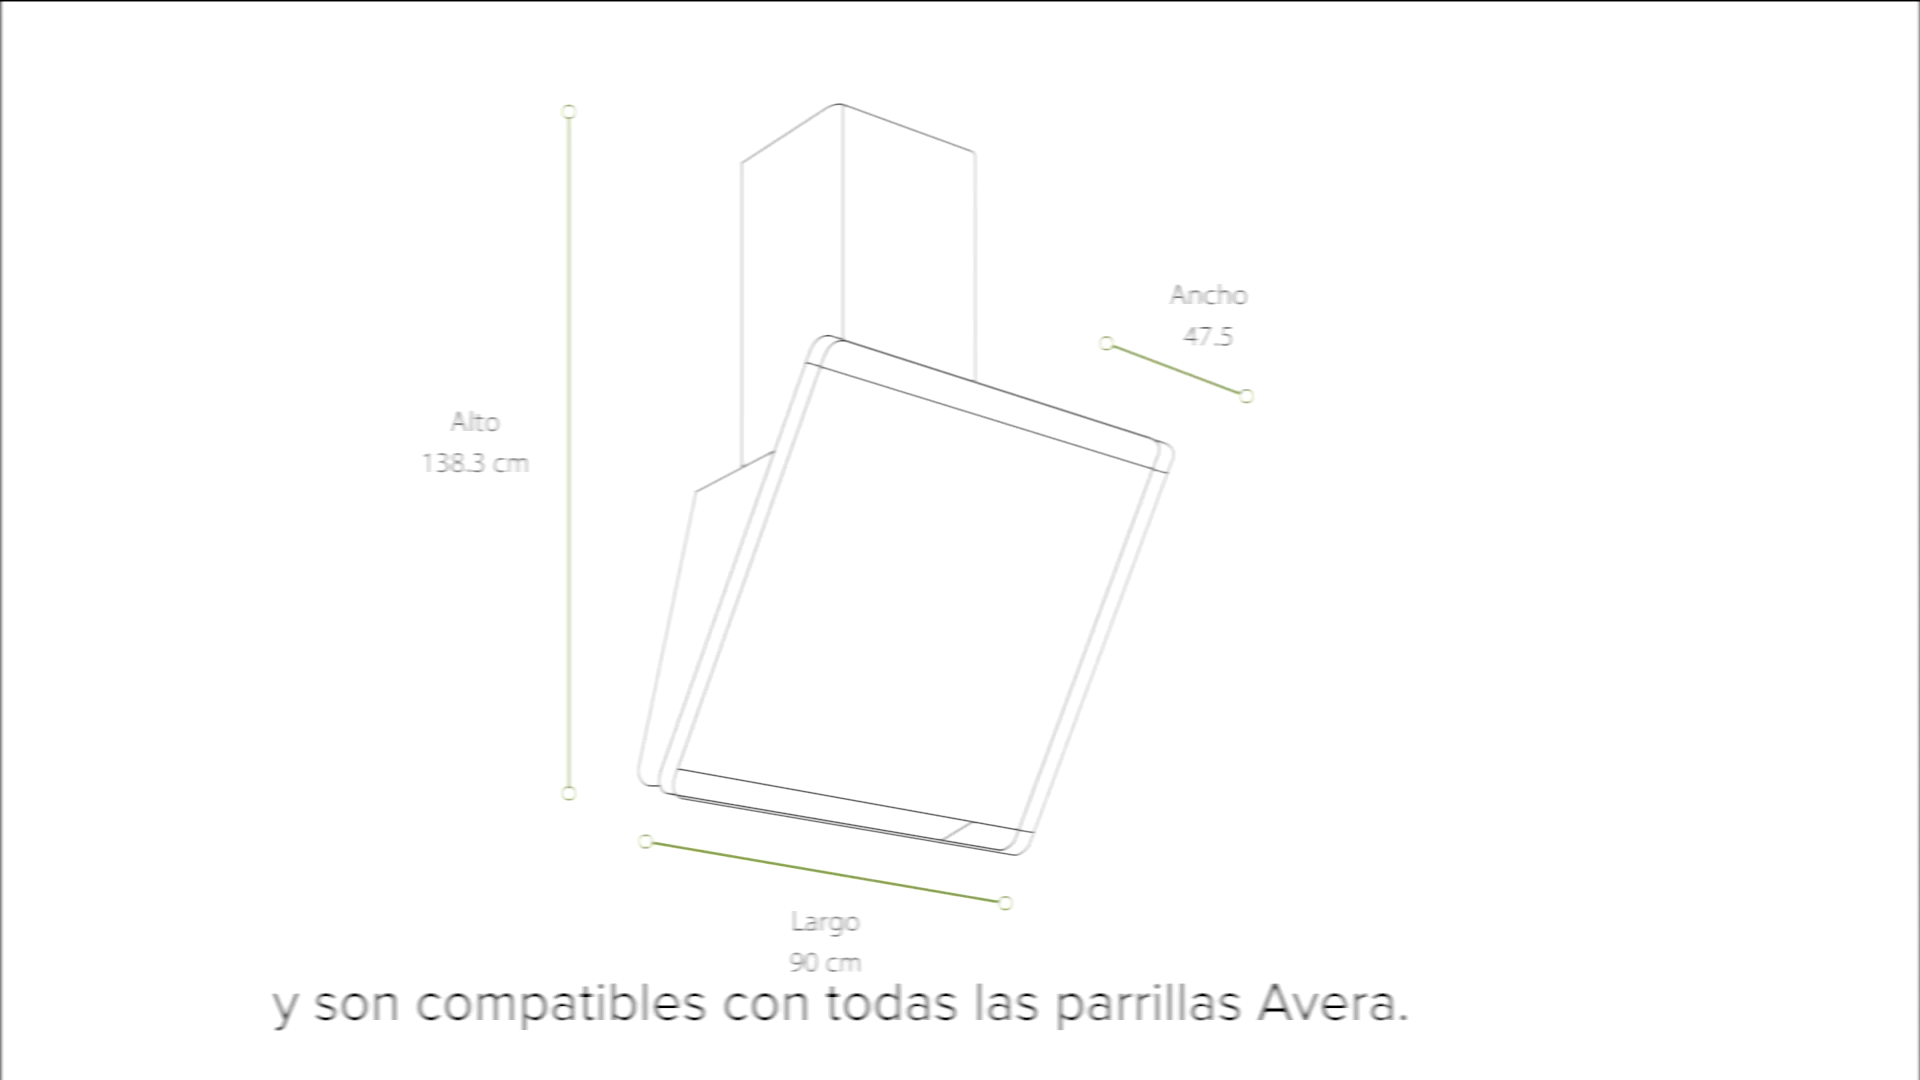 Ancho
47.5
Alto
138.3 cm
Largo
90 cm
y son compatibles con todas las parrillas Avera.